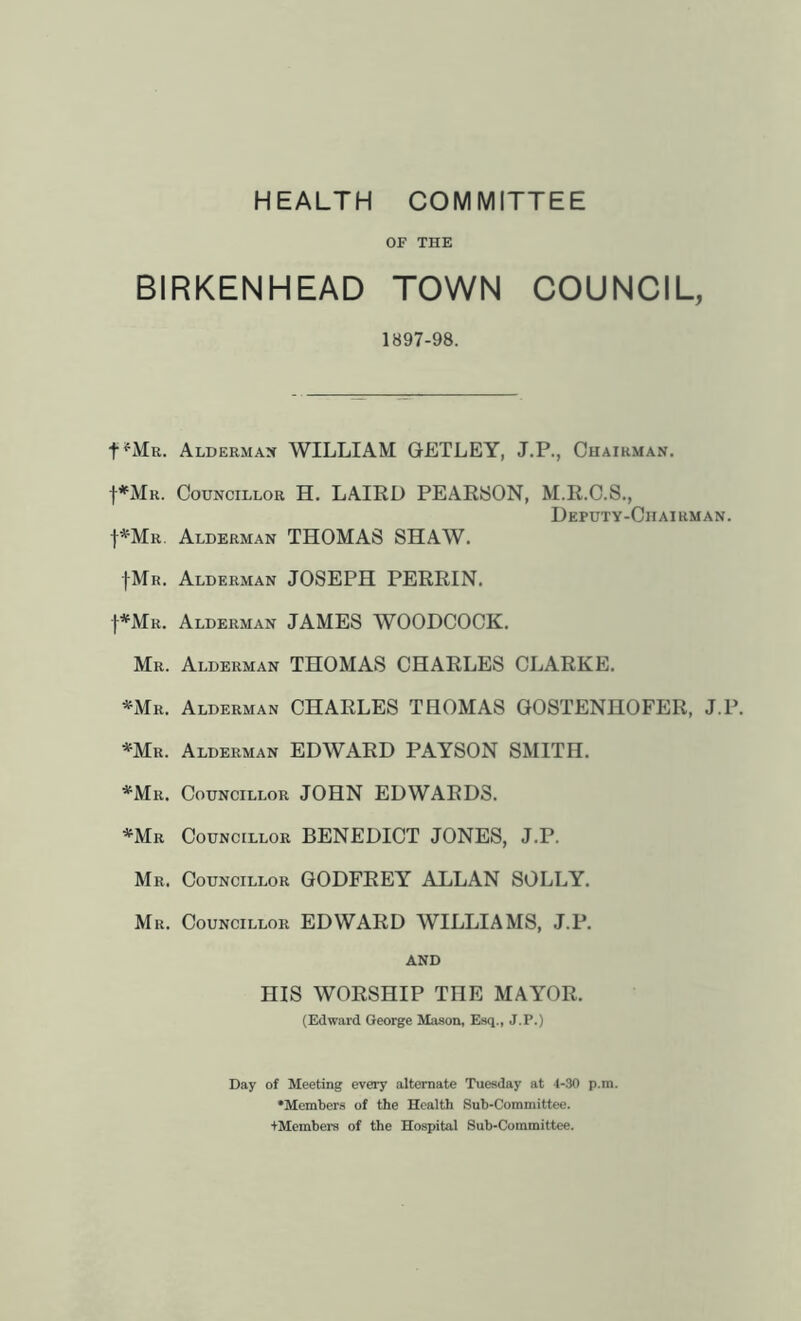 HEALTH COMMITTEE
OF THE
BIRKENHEAD TOWN COUNCIL,
1897-98.
†*Mr. Alderman WILLIAM GETLEY, J.P., Chairman.
†*Mr. Councillor H. LAIRD PEARSON, M.R.C.S.,
Deputy-Chairman.
†*Mr. Alderman THOMAS SHAW.
†Mr. Alderman JOSEPH PERRIN.
†*Mr. Alderman JAMES WOODCOCK.
Mr. Alderman THOMAS CHARLES CLARKE.
*Mr. Alderman CHARLES THOMAS GOSTENHOFER, J.P.
*Mr. Alderman EDWARD PAYSON SMITH.
*Mr. Councillor JOHN EDWARDS.
*Mr Councillor BENEDICT JONES, J.P.
Mr. Councillor GODFREY ALLAN SOLLY.
Mr. Councillor EDWARD WILLIAMS, J.P.
AND
HIS WORSHIP THE MAYOR.
(Edward George Mason, Esq., J.P.)
Day of Meeting every alternate Tuesday at 4-30 p.m.
*Members of the Health Sub-Committee.
†Members of the Hospital Sub-Committee.